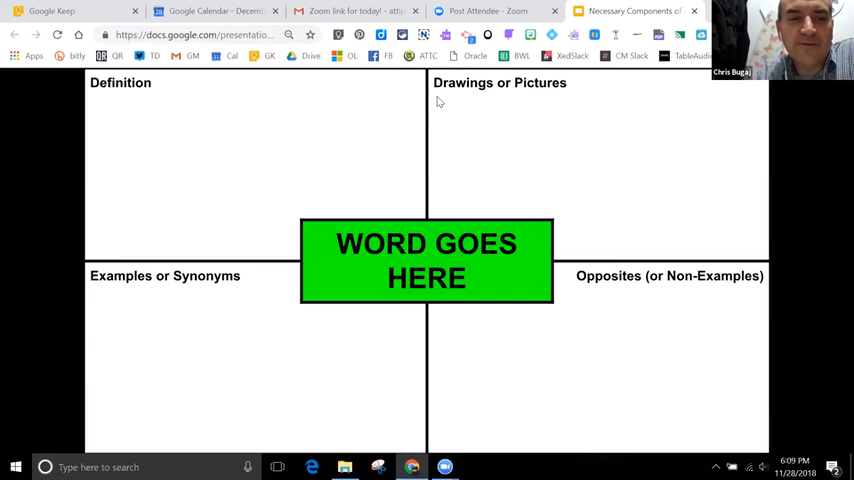 Google Keep
Google Calendar - Decemb
Zoom link for today! - attip
Post Attendee - Zoom
Necessary Components of
https://docs.google.com/presentatio...
Apps
bitly
QR
TD
GM
Cal
GK
Drive
OL
FB
ATTC
Oracle
BWL
XedSlack
CM Slack
TableAudio
Chris Bugaj
Definition
Drawings or Pictures
WORD GOES
HERE
Examples or Synonyms
Opposites (or Non-Examples)
Type here to search
6:09 PM
11/28/2018